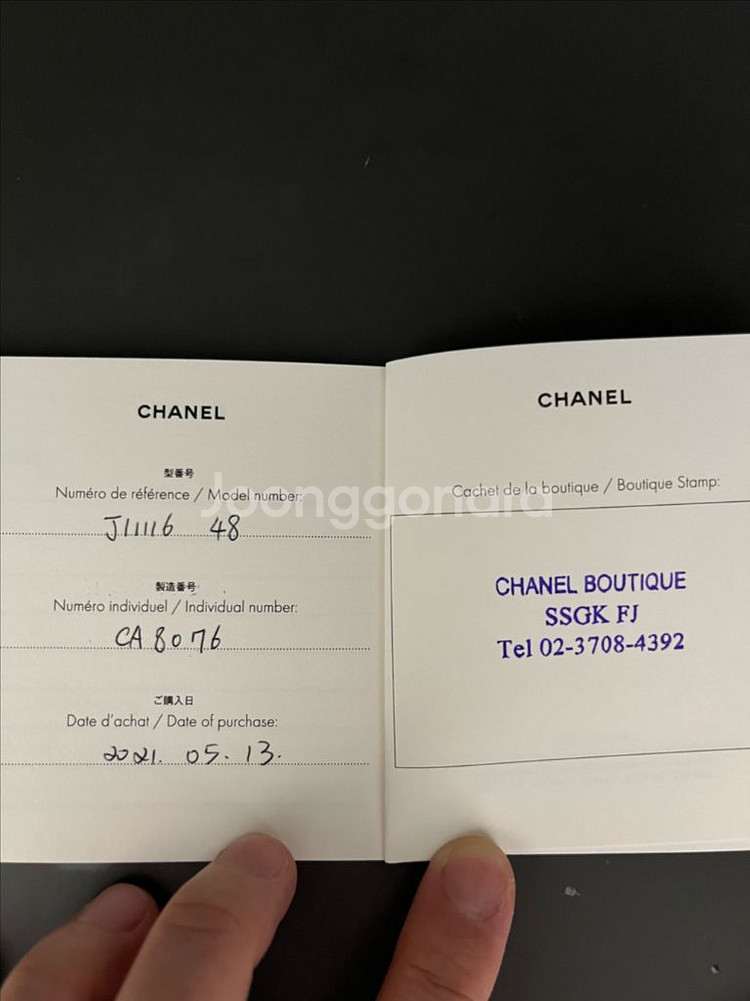 CHANEL
型番号
Numéro de référence / Model number:
J11116 48
製造番号
Numéro individuel / Individual number:
CA 8076
ご購入日
Date d'achat / Date of purchase:
2021. 05. 13.
CHANEL
Cachet de la boutique / Boutique Stamp:
CHANEL BOUTIQUE
SSGK FJ
Tel 02-3708-4392
Joonggonara